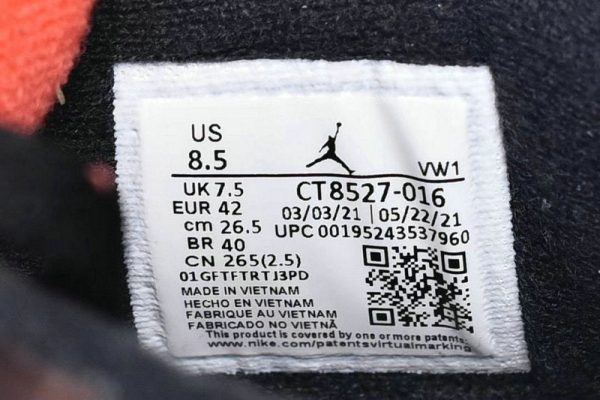 US
8.5
VW1
UK 7.5
CT8527-016
EUR 42
03/03/21 | 05/22/21
cm 26.5
UPC 00195243537960
BR 40
CN 265(2.5)
01GFTFTRTJ3PD
MADE IN VIETNAM
HECHO EN VIETNAM
FABRIQUE AU VIETNAM
FABRICADO NO VIETNÃ
This product is covered by one or more patents.
www.nike.com/patentsvirtualmarking